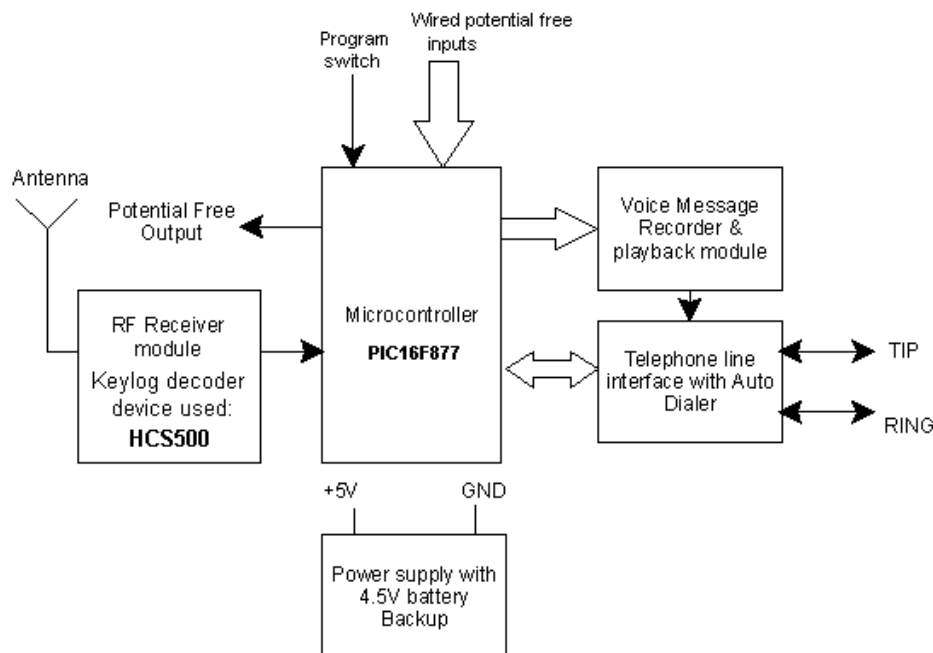 Wired potential free
inputs
Program
switch
Antenna
Potential Free
Output
Voice Message
Recorder &
playback module
RF Receiver
module
Keylog decoder
device used:
HCS500
Microcontroller
PIC16F877
Telephone line
interface with Auto
Dialer
TIP
RING
+5V
GND
Power supply with
4.5V battery
Backup